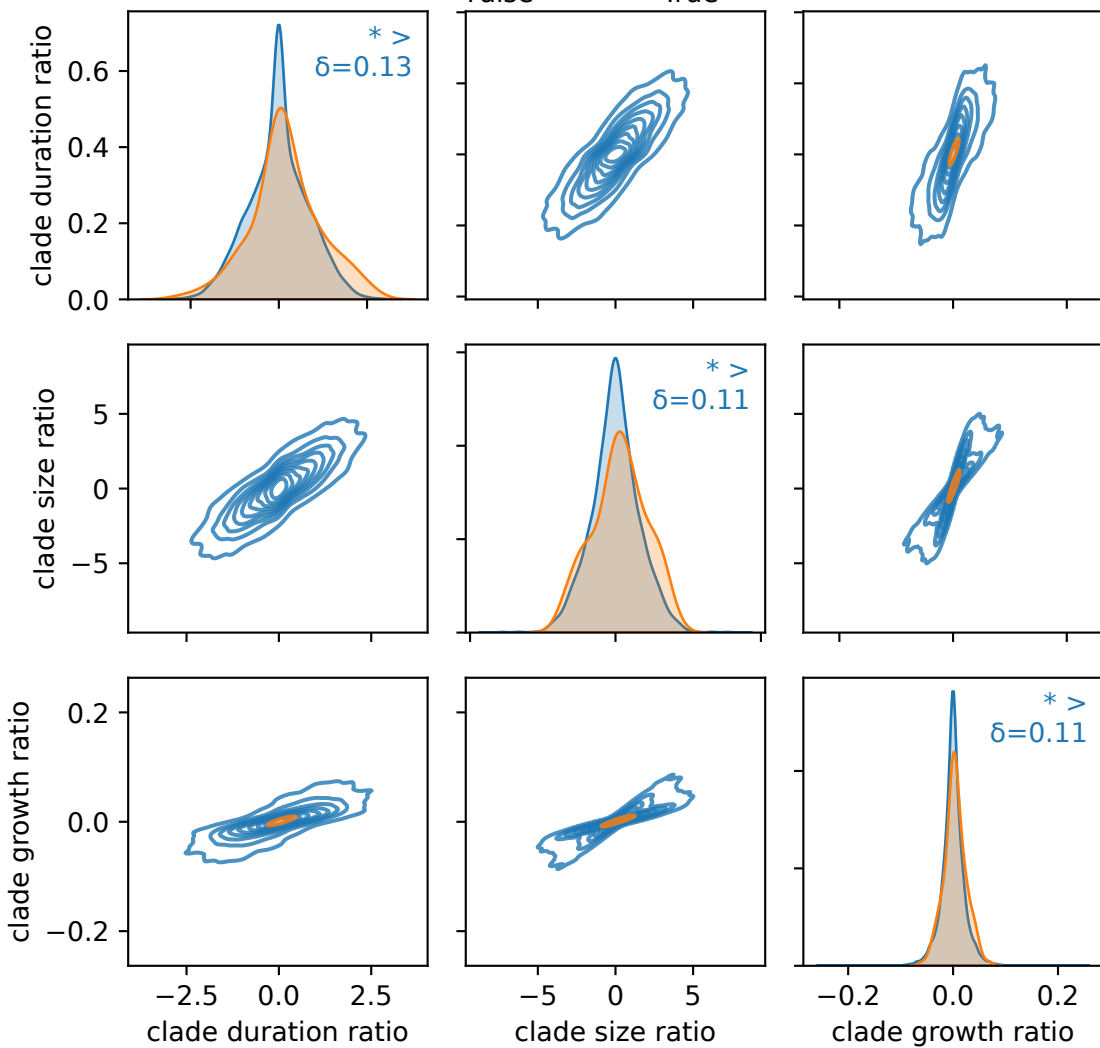 clade duration ratio
0.6
0.4
0.2
0.0
* >
δ=0.13
clade size ratio
5
0
−5
* >
δ=0.11
clade growth ratio
0.2
0.0
−0.2
* >
δ=0.11
−2.5 0.0 2.5
−5 0 5
−0.2 0.0 0.2
clade duration ratio
clade size ratio
clade growth ratio